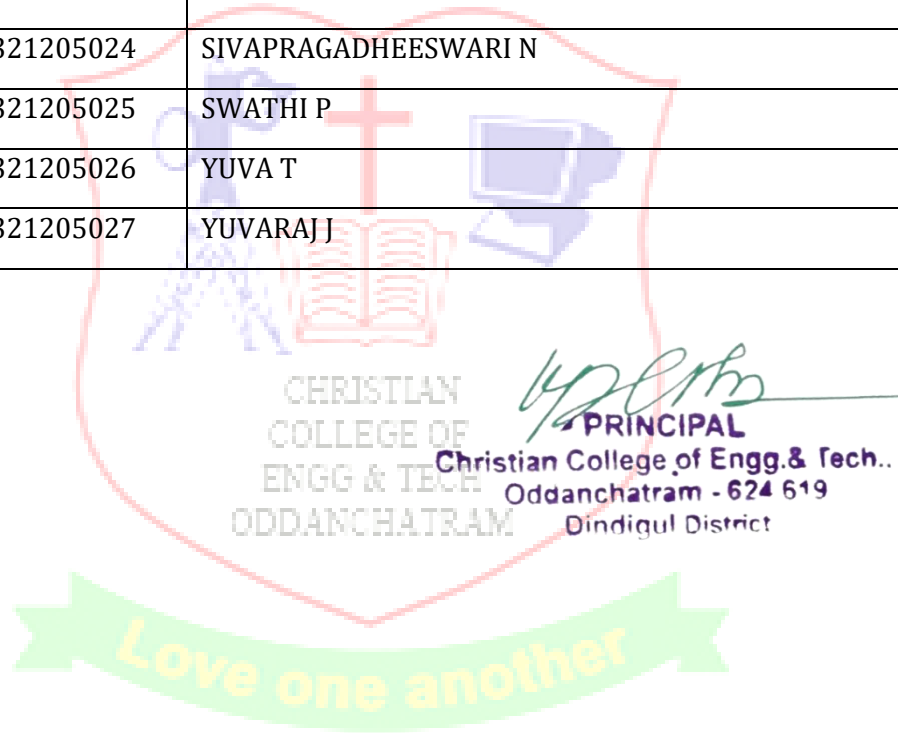 321205024 SIVAPRAGADHEESWARI N
321205025 SWATHI P
321205026 YUVA T
321205027 YUVARAJ J
CHRISTIAN
COLLEGE OF
ENGG & TECH
ODDANCHATRAM
PRINCIPAL
Christian College of Engg.& Tech..
Oddanchatram - 624 619
Dindigul District
Love one another